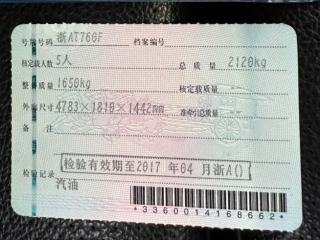 号牌号码 浙AT760F 档案编号
核定载人数 5人 总质量 2120kg
整备质量 1650kg 核定载质量
外廓尺寸 4783×1810×1442mm 准牵引总质量
备注
检验有效期至2017 年04 月浙A()
检验记录
汽油
*3360014168662*